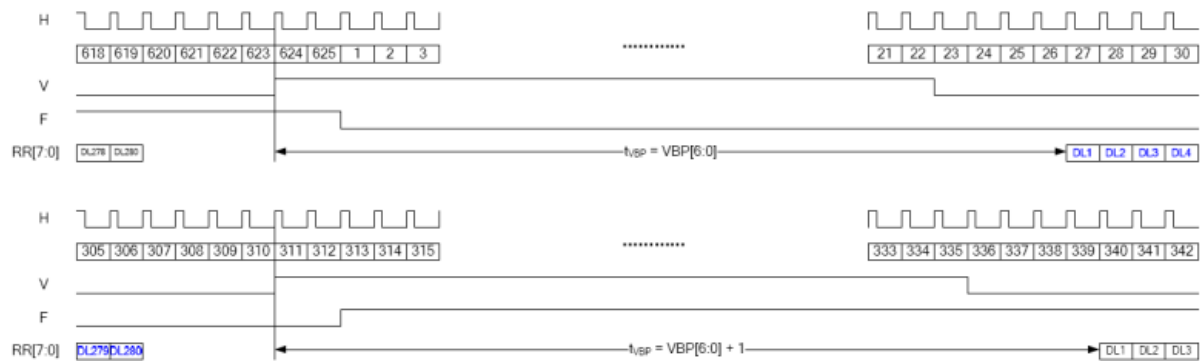 H
618 619 620 621 622 623 624 625 1 2 3 ............ 21 22 23 24 25 26 27 28 29 30
V
F
RR[7:0] DL278 DL280 tVBP = VBP[6:0] DL1 DL2 DL3 DL4
H
305 306 307 308 309 310 311 312 313 314 315 ............ 333 334 335 336 337 338 339 340 341 342
V
F
RR[7:0] DL279 DL280 tVBP = VBP[6:0] + 1 DL1 DL2 DL3